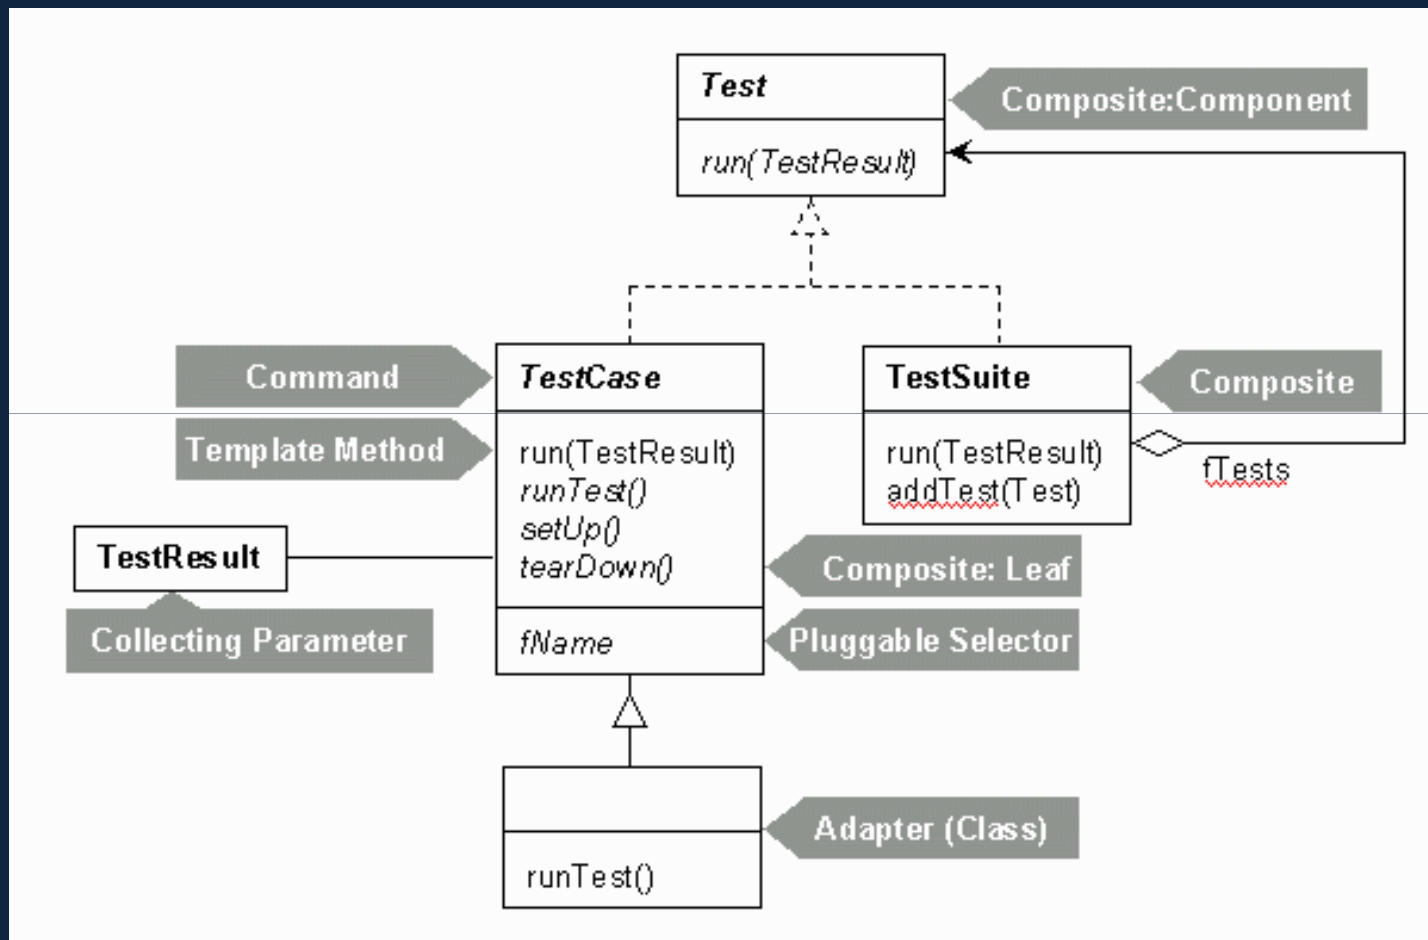 Test
Composite:Component
run(TestResult)
Command
TestCase
TestSuite
Composite
Template Method
run(TestResult)
runTest()
setUp()
tearDown()
run(TestResult)
addTest(Test)
fTests
TestResult
Composite: Leaf
Collecting Parameter
fName
Pluggable Selector
Adapter (Class)
runTest()